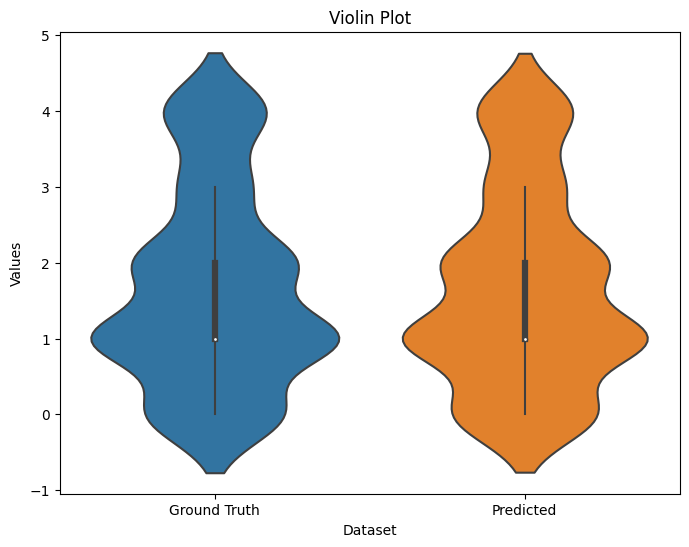 Violin Plot
5
4
3
2
1
0
−1
Values
Ground Truth
Predicted
Dataset